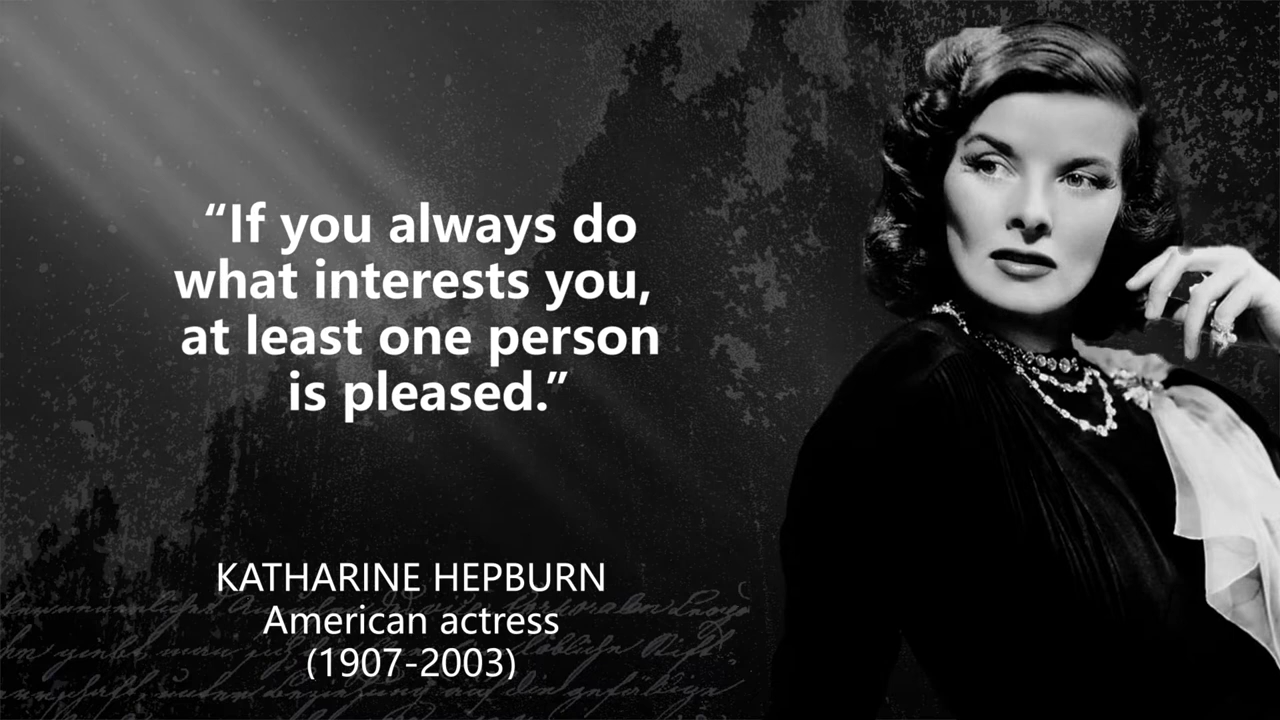 “If you always do
what interests you,
at least one person
is pleased.”
KATHARINE HEPBURN
American actress
(1907-2003)